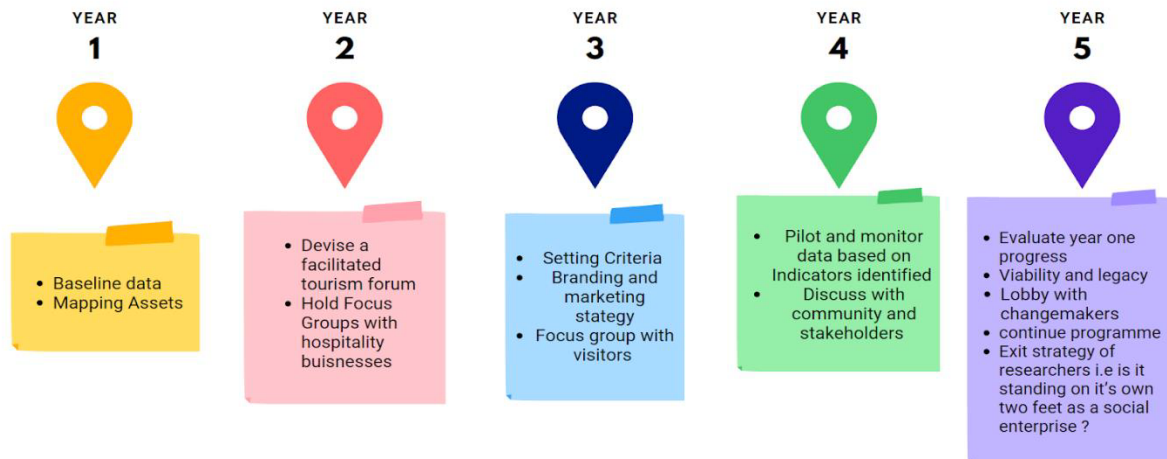 YEAR
1
• Baseline data
• Mapping Assets
YEAR
2
• Devise a
facilitated
tourism forum
• Hold Focus
Groups with
hospitality
buisnesses
YEAR
3
• Setting Criteria
• Branding and
marketing
stategy
• Focus group with
visitors
YEAR
4
• Pilot and monitor
data based on
Indicators identified
• Discuss with
community and
stakeholders
YEAR
5
• Evaluate year one
progress
• Viability and legacy
• Lobby with
changemakers
• continue programme
• Exit strategy of
researchers i.e is it
standing on it's own
two feet as a social
enterprise ?